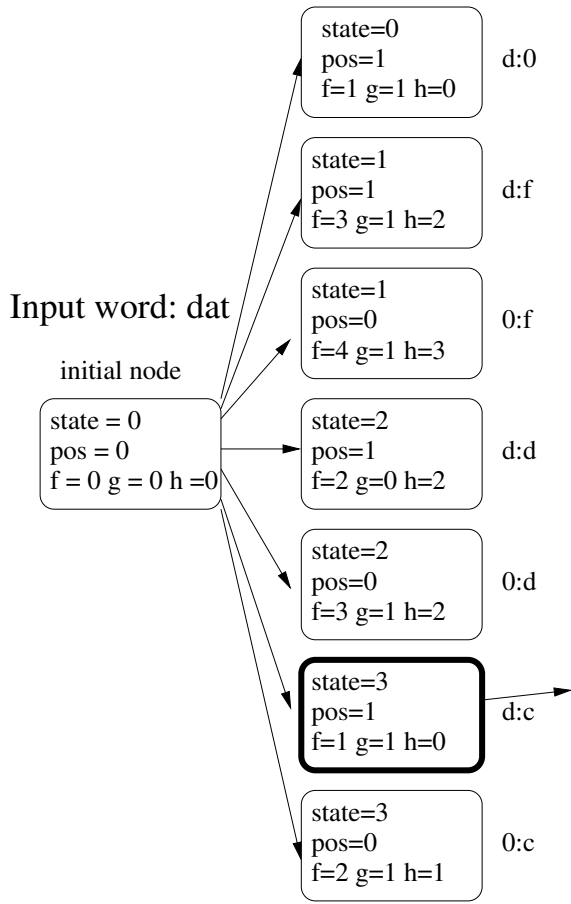 state=0
pos=1
f=1 g=1 h=0
d:0
state=1
pos=1
f=3 g=1 h=2
d:f
Input word: dat
state=1
pos=0
f=4 g=1 h=3
0:f
initial node
state = 0
pos = 0
f = 0 g = 0 h =0
state=2
pos=1
f=2 g=0 h=2
d:d
state=2
pos=0
f=3 g=1 h=2
0:d
state=3
pos=1
f=1 g=1 h=0
d:c
state=3
pos=0
f=2 g=1 h=1
0:c